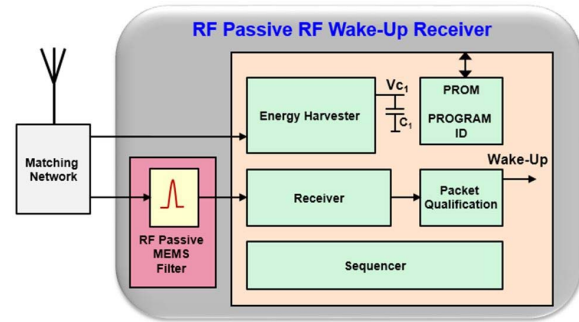 RF Passive RF Wake-Up Receiver
Matching
Network
RF Passive
MEMS
Filter
Energy Harvester
Vc1
C1
PROM
PROGRAM
ID
Wake-Up
Receiver
Packet
Qualification
Sequencer